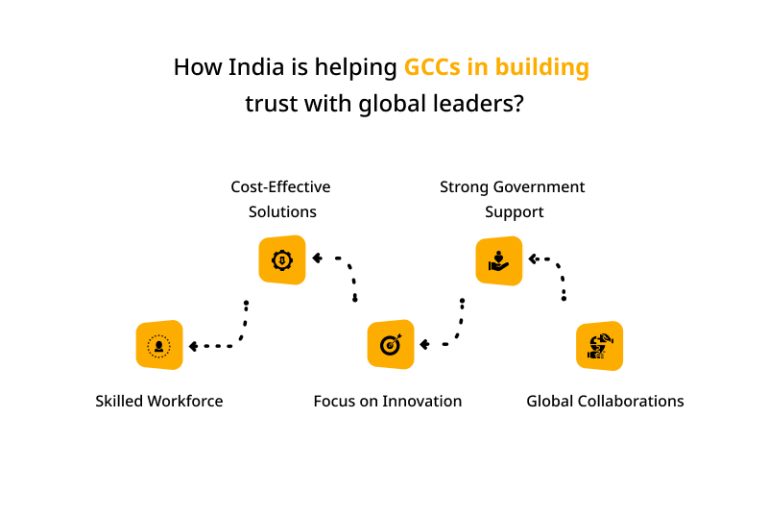 How India is helping GCCs in building
trust with global leaders?
Cost-Effective
Solutions
Strong Government
Support
Skilled Workforce
Focus on Innovation
Global Collaborations